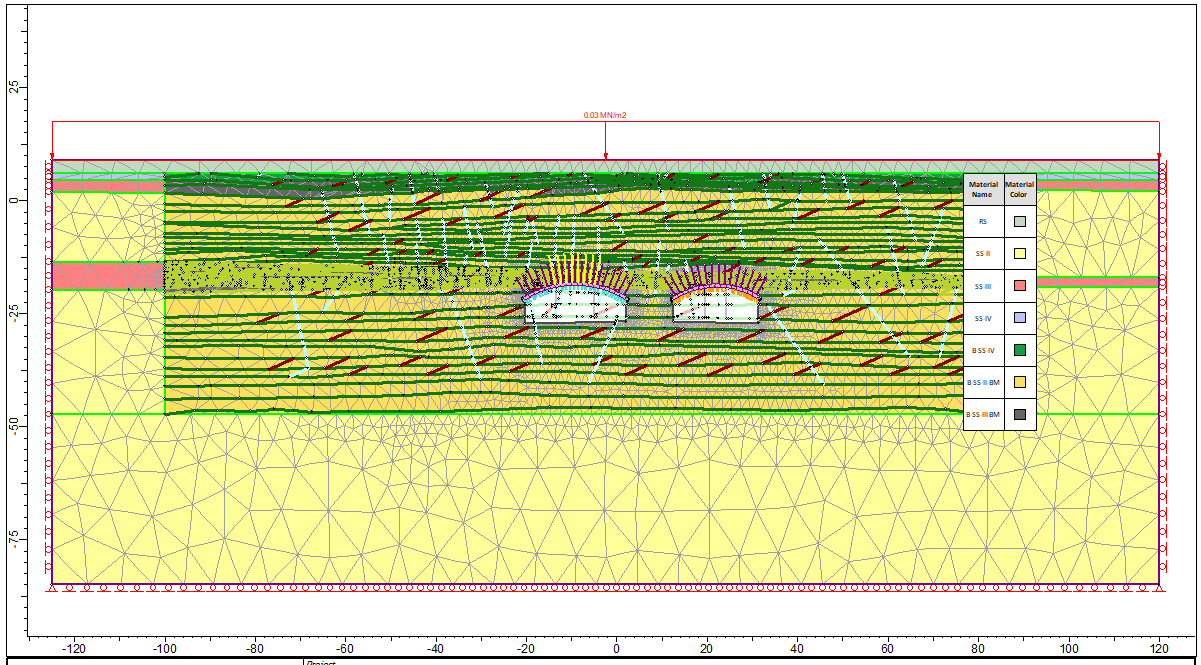 0.03 MN/m2
25
0
-25
-50
-75
Material
Name
Material
Color
RS
SS-II
SS-III
SS-IV
B-SS-IV
B-SS-II-BM
B-SS-III-BM
-120
-100
-80
-60
-40
-20
0
20
40
60
80
100
120
Project